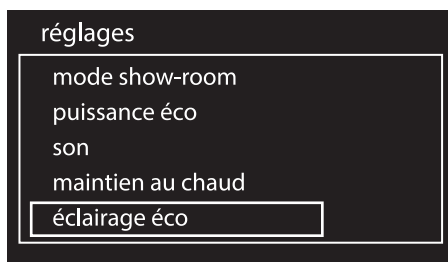 réglages
mode show-room
puissance éco
son
maintien au chaud
éclairage éco